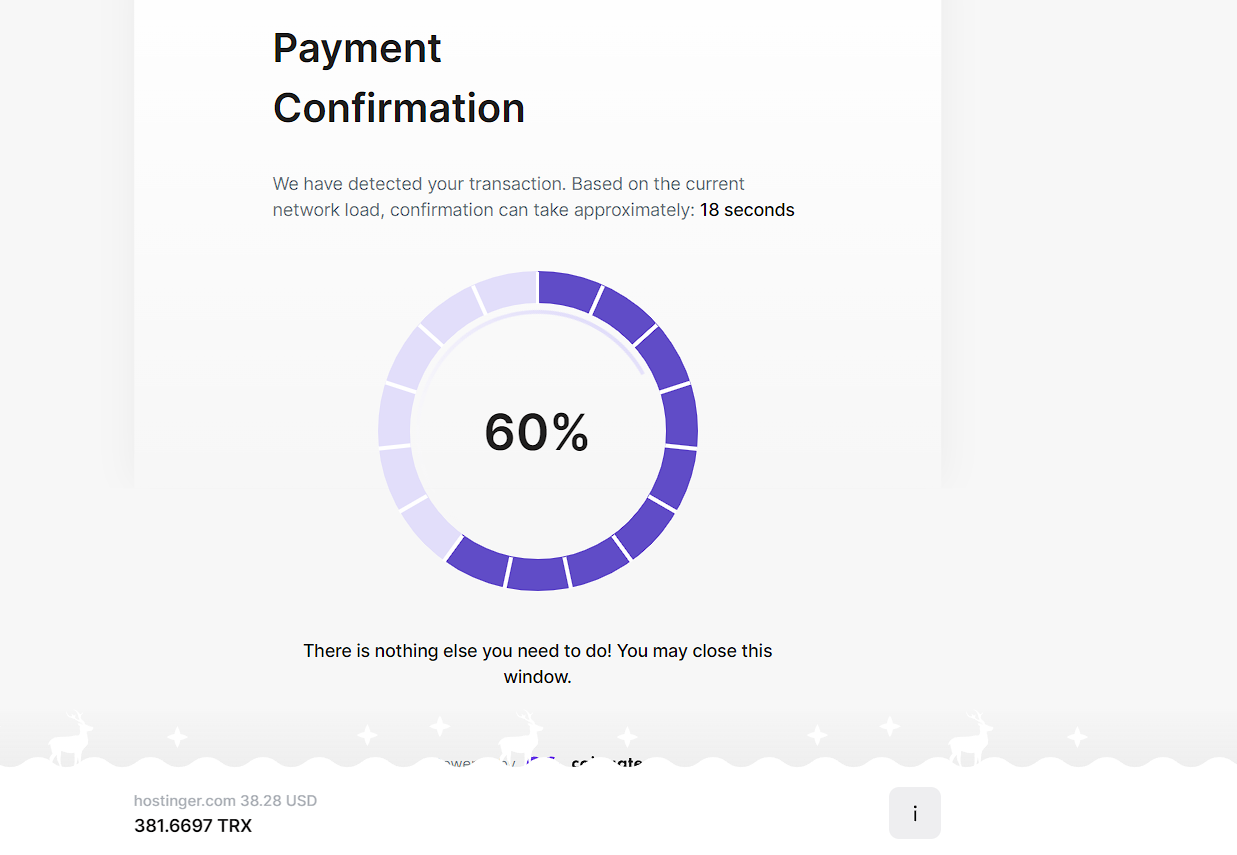 Payment
Confirmation
We have detected your transaction. Based on the current
network load, confirmation can take approximately: 18 seconds
60%
There is nothing else you need to do! You may close this
window.
hostinger.com 38.28 USD
381.6697 TRX
i